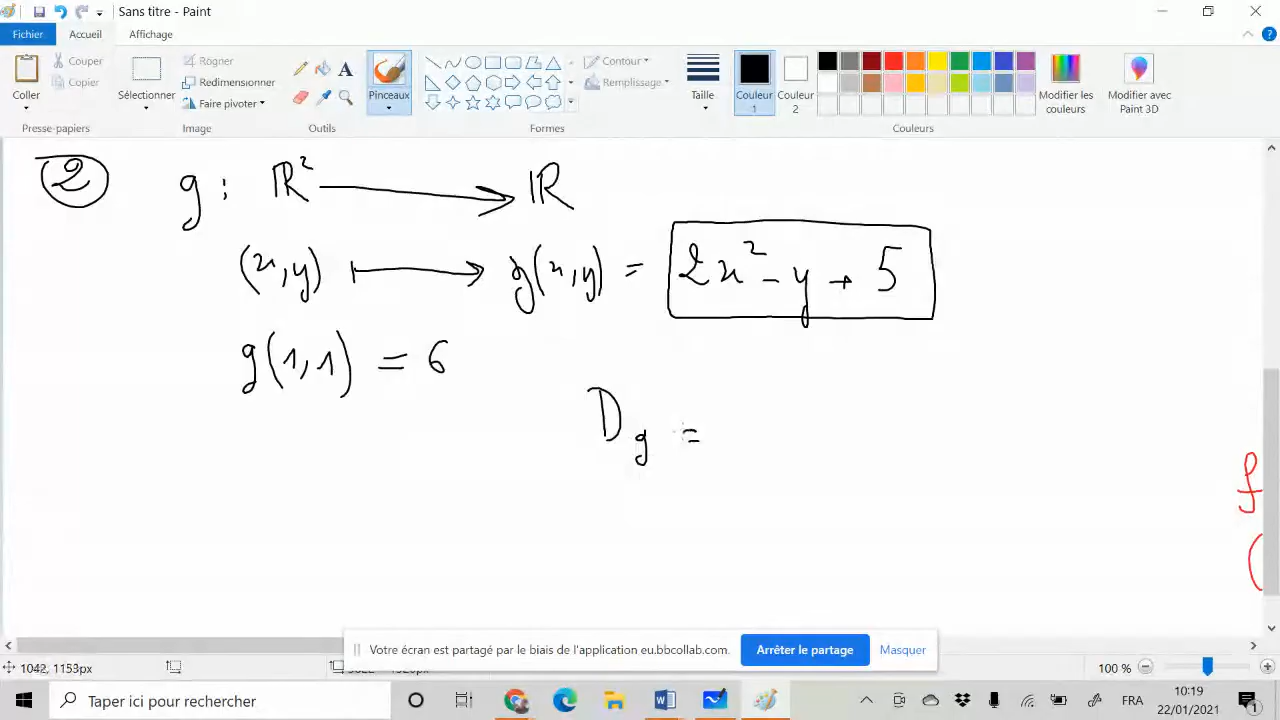 Sans titre - Paint
Fichier Accueil Affichage
Coller Couper Copier Sélectionner Rogner Redimensionner Faire pivoter Pinceaux Contour Remplissage Taille Couleur 1 Couleur 2 Modifier les couleurs Modifier avec Paint 3D
Presse-papiers Image Outils Formes Couleurs
② g : ℝ² ⟶ ℝ
(x,y) ⟼ g(x,y) = 2x² - y + 5
g(1,1) = 6
D_g =
f
(
Votre écran est partagé par le biais de l'application eu.bbcollab.com. Arrêter le partage Masquer
1042, 1153px 100 %
Taper ici pour rechercher FRA 10:19
22/01/2021